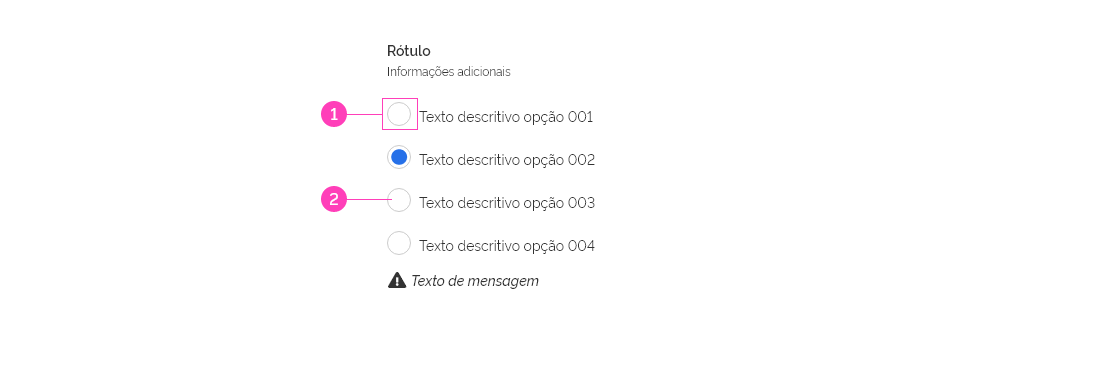 Rótulo
Informações adicionais
1 Texto descritivo opção 001
Texto descritivo opção 002
2 Texto descritivo opção 003
Texto descritivo opção 004
Texto de mensagem